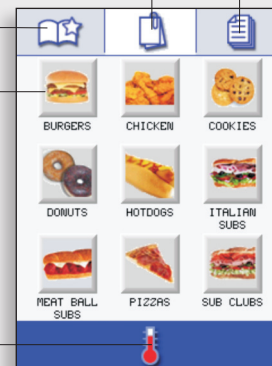 BURGERS
CHICKEN
COOKIES
DONUTS
HOTDOGS
ITALIAN
SUBS
MEAT BALL
SUBS
PIZZAS
SUB CLUBS